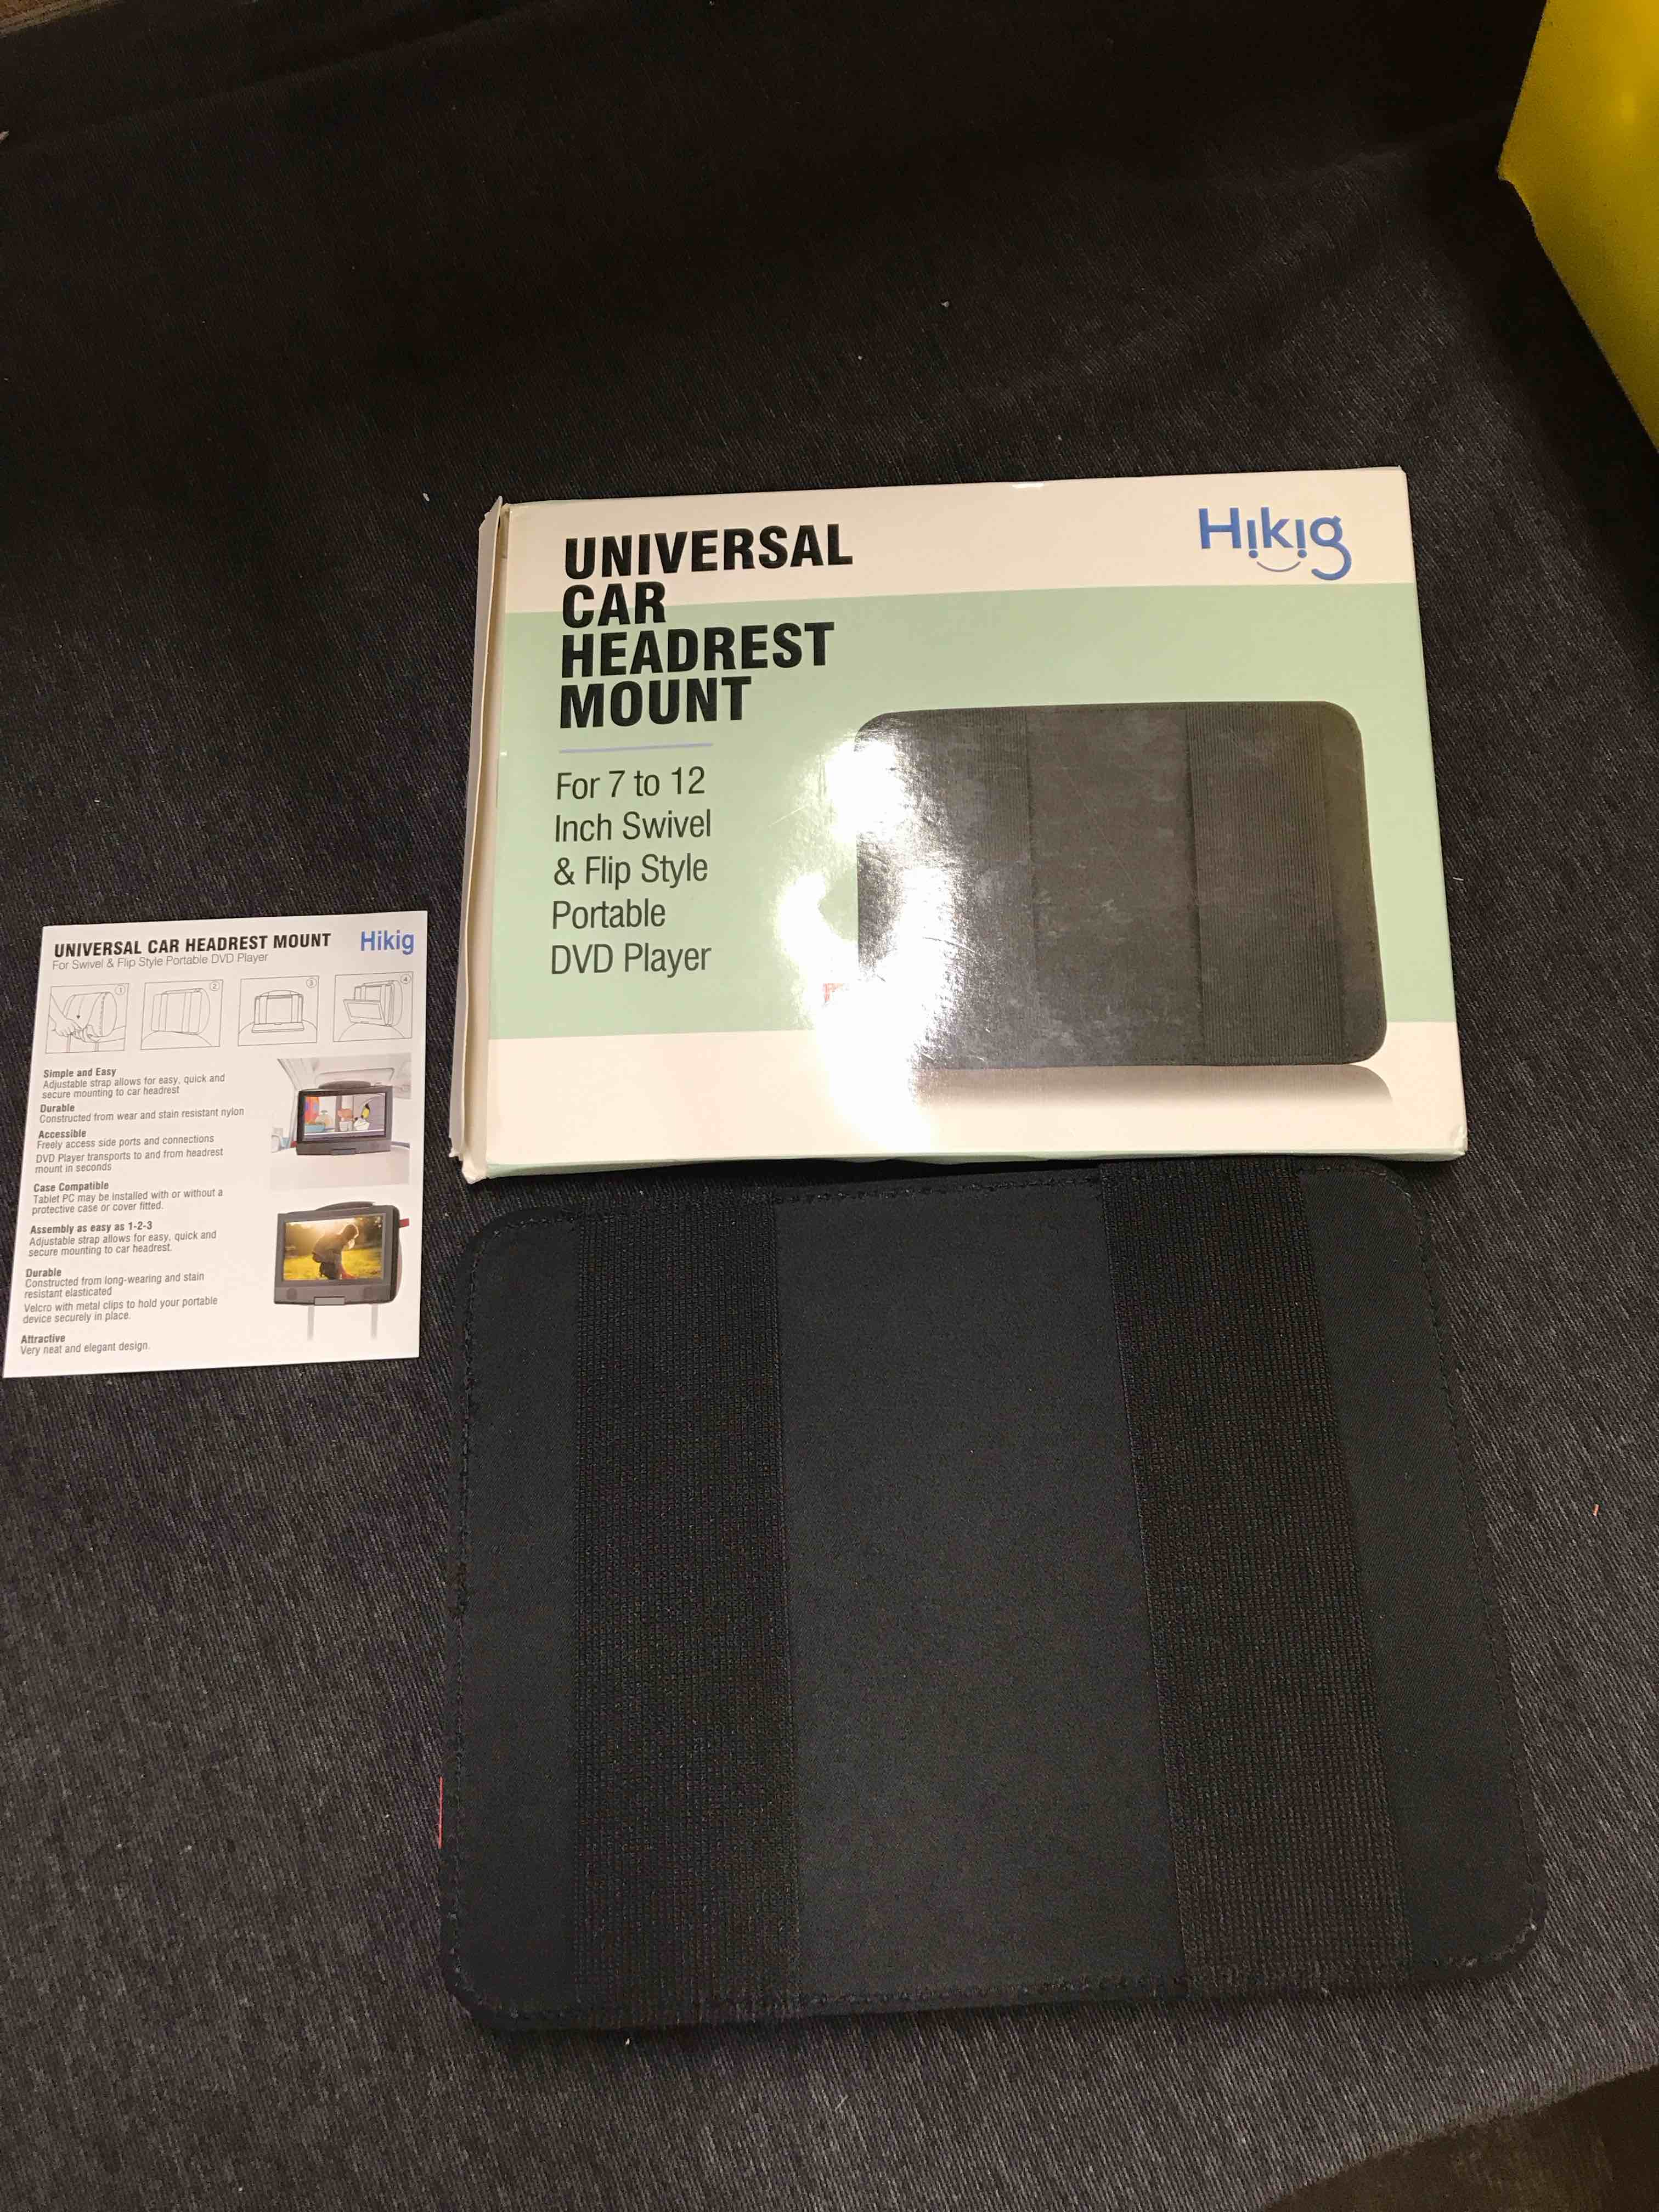 UNIVERSAL
CAR
HEADREST
MOUNT
Hikig
For 7 to 12
Inch Swivel
& Flip Style
Portable
DVD Player
UNIVERSAL CAR HEADREST MOUNT
Hikig
For Swivel & Flip Style Portable DVD Player
1
2
3
4
Simple and Easy
Adjustable strap allows for easy, quick and
secure mounting to car headrest
Durable
Constructed from wear and stain resistant nylon
Accessible
Freely access side ports and connections
DVD Player transports to and from headrest
mount in seconds
Case Compatible
Tablet PC may be installed with or without a
protective case or cover fitted.
Assembly as easy as 1-2-3
Adjustable strap allows for easy, quick and
secure mounting to car headrest.
Durable
Constructed from long-wearing and stain
resistant elasticated
Velcro with metal clips to hold your portable
device securely in place.
Attractive
Very neat and elegant design.